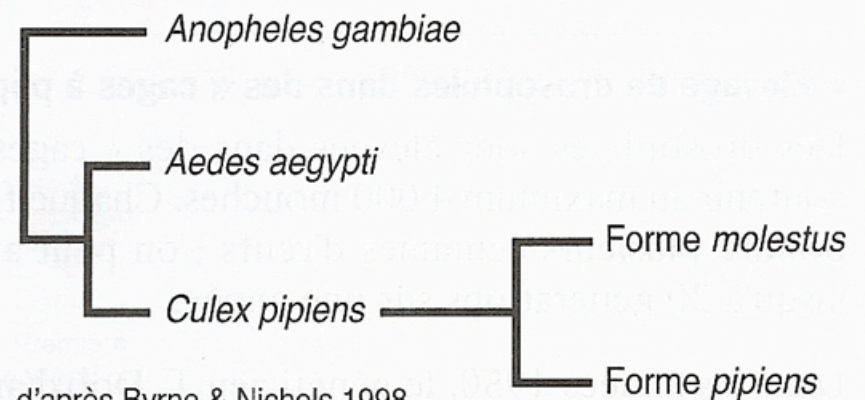 Anopheles gambiae
Aedes aegypti
Culex pipiens
Forme molestus
Forme pipiens
d'après Byrne & Nichols 1998